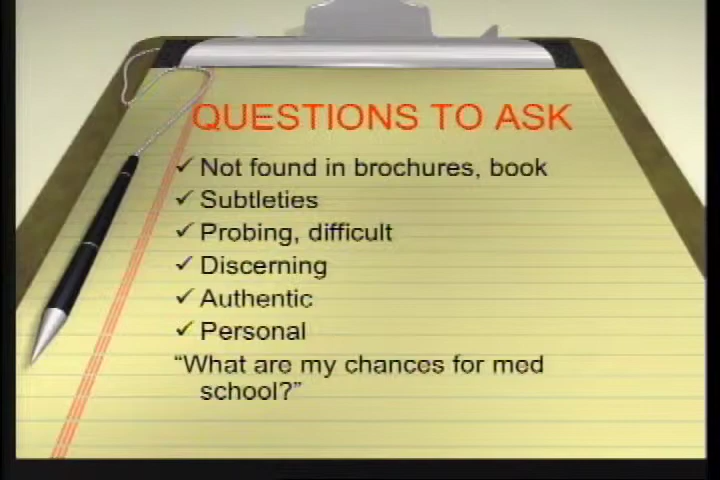 QUESTIONS TO ASK
✓ Not found in brochures, book
✓ Subtleties
✓ Probing, difficult
✓ Discerning
✓ Authentic
✓ Personal
“What are my chances for med
school?”